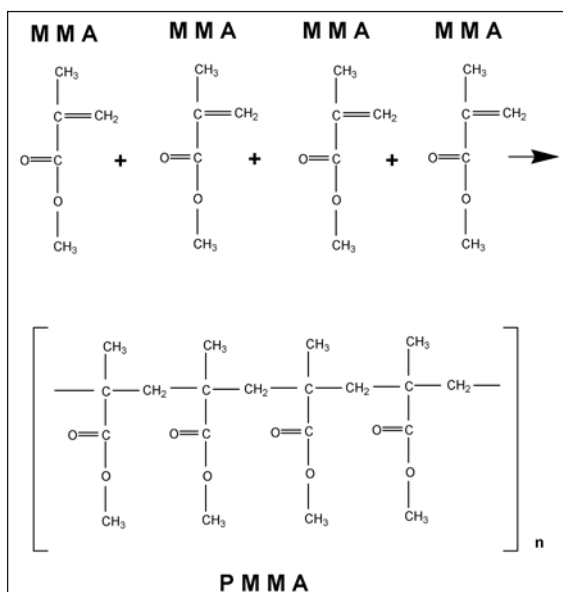 MMA MMA MMA MMA
CH₃ CH₃ CH₃ CH₃
C=CH₂ C=CH₂ C=CH₂ C=CH₂
O=C + O=C + O=C + O=C
O O O O
CH₃ CH₃ CH₃ CH₃
CH₃ CH₃ CH₃ CH₃
C CH₂ C CH₂ C CH₂ C CH₂
O=C O=C O=C O=C
O O O O
CH₃ CH₃ CH₃ CH₃
n
PMMA